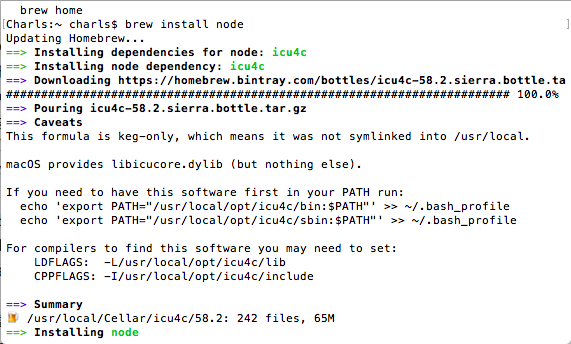 brew home
[Charls:~ charls$ brew install node ]
Updating Homebrew...
==> Installing dependencies for node: icu4c
==> Installing node dependency: icu4c
==> Downloading https://homebrew.bintray.com/bottles/icu4c-58.2.sierra.bottle.ta
######################################################################## 100.0%
==> Pouring icu4c-58.2.sierra.bottle.tar.gz
==> Caveats
This formula is keg-only, which means it was not symlinked into /usr/local.
macOS provides libicucore.dylib (but nothing else).
If you need to have this software first in your PATH run:
echo 'export PATH="/usr/local/opt/icu4c/bin:$PATH"' >> ~/.bash_profile
echo 'export PATH="/usr/local/opt/icu4c/sbin:$PATH"' >> ~/.bash_profile
For compilers to find this software you may need to set:
LDFLAGS:  -L/usr/local/opt/icu4c/lib
CPPFLAGS: -I/usr/local/opt/icu4c/include
==> Summary
🍺 /usr/local/Cellar/icu4c/58.2: 242 files, 65M
==> Installing node